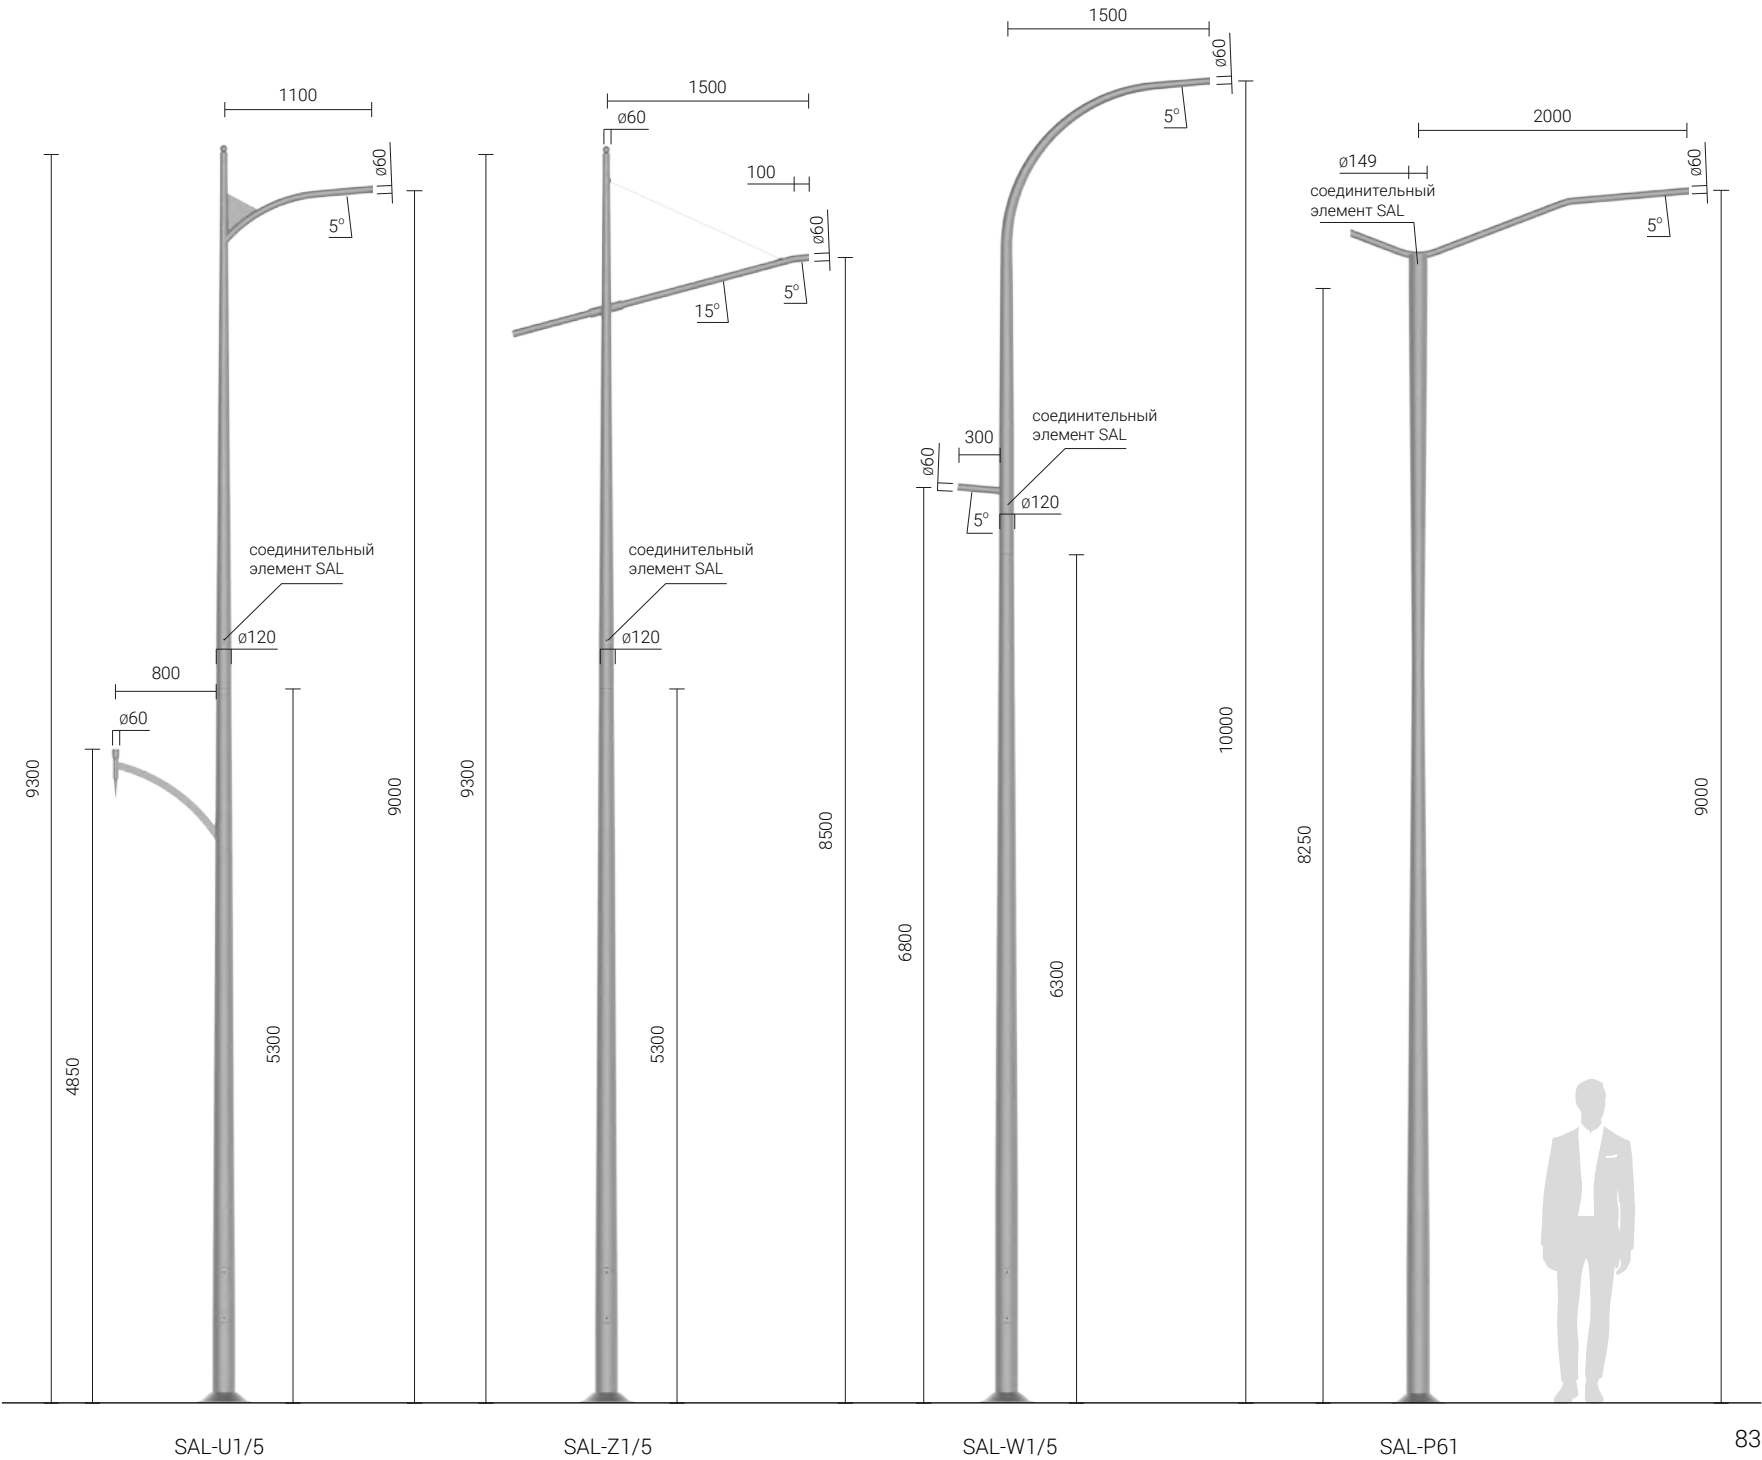 1100
ø60
5°
соединительный
элемент SAL
ø120
800
ø60
9300
4850
5300
9000
SAL-U1/5
1500
ø60
100
ø60
15°
5°
соединительный
элемент SAL
ø120
9300
5300
8500
SAL-Z1/5
1500
ø60
5°
соединительный
элемент SAL
300
ø60
5°
ø120
6800
6300
10000
SAL-W1/5
2000
ø149
ø60
соединительный
элемент SAL
5°
8250
9000
SAL-P61
83